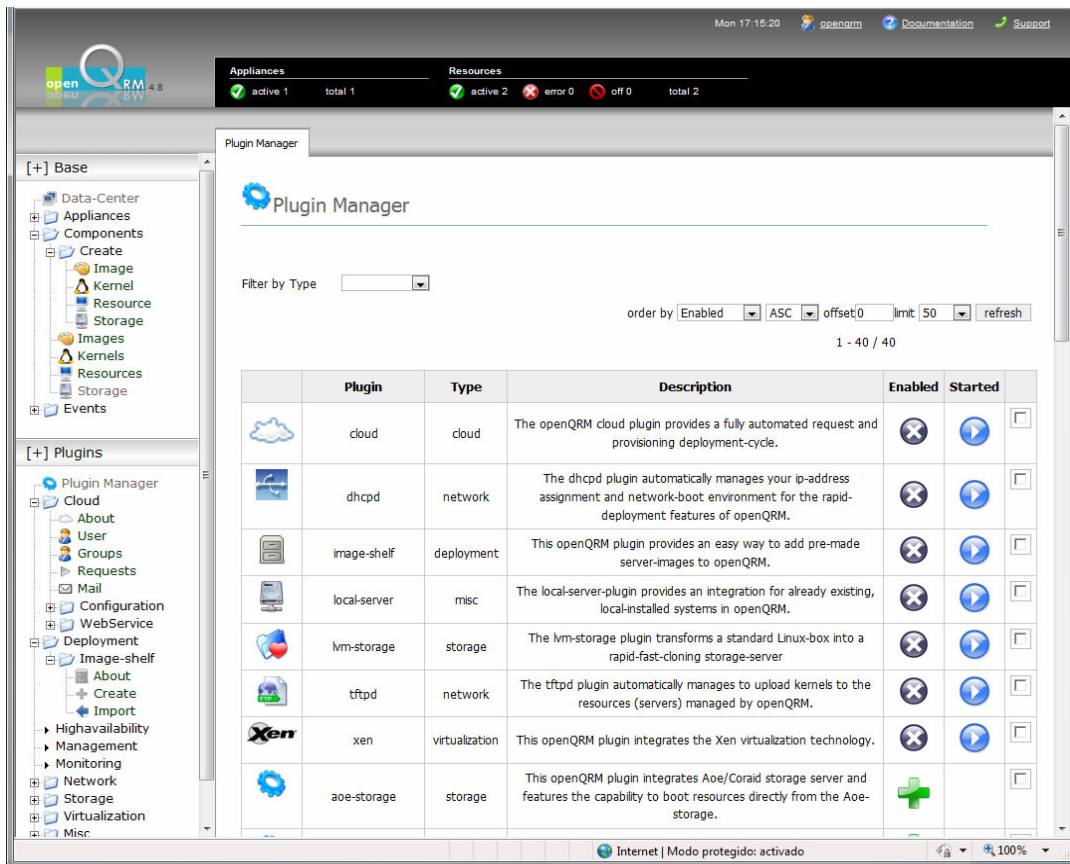 Mon 17:15:20 openqrm Documentation Support
open QRM 4.8
Appliances
active 1 total 1
Resources
active 2 error 0 off 0 total 2
Plugin Manager
[+] Base
Data-Center
Appliances
Components
Create
Image
Kernel
Resource
Storage
Images
Kernels
Resources
Storage
Events
[+] Plugins
Plugin Manager
Cloud
About
User
Groups
Requests
Mail
Configuration
WebService
Deployment
Image-shelf
About
Create
Import
Highavailability
Management
Monitoring
Network
Storage
Virtualization
Misc
Plugin Manager
Filter by Type
order by Enabled ASC offset 0 limit 50 refresh
1 - 40 / 40
Plugin Type Description Enabled Started
cloud cloud The openQRM cloud plugin provides a fully automated request and
provisioning deployment-cycle.
dhcpd network The dhcpd plugin automatically manages your ip-address
assignment and network-boot environment for the rapid-
deployment features of openQRM.
image-shelf deployment This openQRM plugin provides an easy way to add pre-made
server-images to openQRM.
local-server misc The local-server-plugin provides an integration for already existing,
local-installed systems in openQRM.
lvm-storage storage The lvm-storage plugin transforms a standard Linux-box into a
rapid-fast-cloning storage-server
FTP
tftpd network The tftpd plugin automatically manages to upload kernels to the
resources (servers) managed by openQRM.
Xen
xen virtualization This openQRM plugin integrates the Xen virtualization technology.
aoe-storage storage This openQRM plugin integrates Aoe/Coraid storage server and
features the capability to boot resources directly from the Aoe-
storage.
Internet | Modo protegido: activado 100%